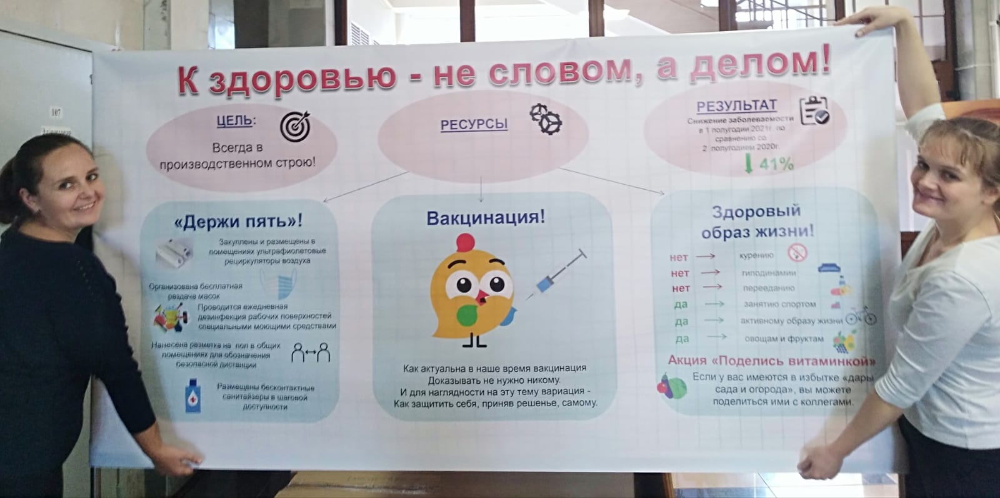 107
К здоровью - не словом, а делом!
ЦЕЛЬ:
Всегда в
производственном строю!
РЕСУРСЫ
РЕЗУЛЬТАТ
Снижение заболеваемости
в 1 полугодии 2021г. по
сравнению со
2 полугодием 2020г.
41%
«Держи пять»!
Закуплены и размещены в
помещениях ультрафиолетовые
рециркуляторы воздуха
Организована бесплатная
раздача масок
Проводится ежедневная
дезинфекция рабочих поверхностей
специальными моющими средствами
Нанесена разметка на пол в общих
помещениях для обозначения
безопасной дистанции
Размещены бесконтактные
санитайзеры в шаговой
доступности
Вакцинация!
Как актуальна в наше время вакцинация
Доказывать не нужно никому.
И для наглядности на эту тему вариация -
Как защитить себя, приняв решенье, самому.
Здоровый
образ жизни!
нет → курению
нет → гиподинамии
нет → перееданию
да → занятию спортом
да → активному образу жизни
да → овощам и фруктам
Акция «Поделись витаминкой»
Если у вас имеются в избытке «дары
сада и огорода», вы можете
поделиться ими с коллегами.